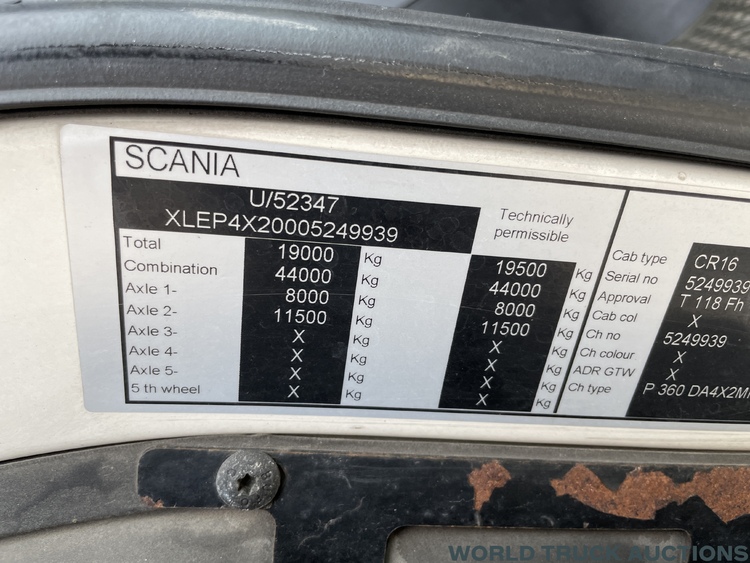 SCANIA
U/52347
XLEP4X20005249939
Technically
permissible
Total 19000 Kg 19500 Kg
Combination 44000 Kg 44000 Kg
Axle 1- 8000 Kg 8000 Kg
Axle 2- 11500 Kg 11500 Kg
Axle 3- X Kg X Kg
Axle 4- X Kg X Kg
Axle 5- X Kg X Kg
5 th wheel X Kg X Kg
Cab type CR16
Serial no 5249939
Approval T 118 Fh
Cab col X
Ch no 5249939
Ch colour X
ADR GTW X
Ch type P 360 DA4X2M
WORLD TRUCK AUCTIONS